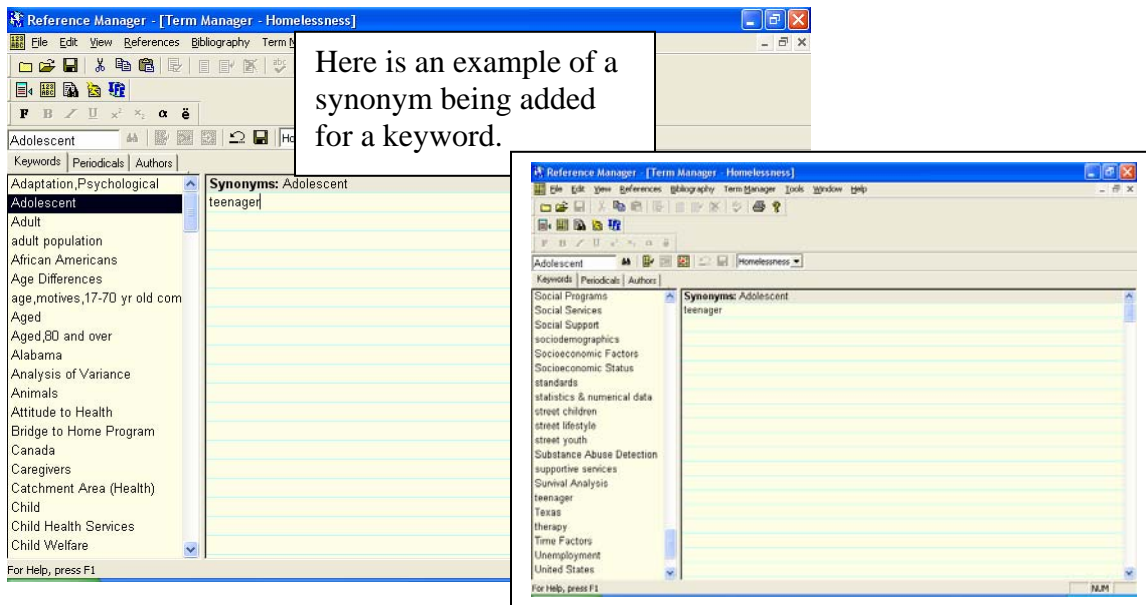 Reference Manager - [Term Manager - Homelessness]
File Edit View References Bibliography Term
Here is an example of a
synonym being added
for a keyword.
F B I U x² x₂ α ë
Adolescent
Keywords Periodicals Authors
Synonyms: Adolescent
teenager
Adaptation,Psychological
Adolescent
Adult
adult population
African Americans
Age Differences
age,motives,17-70 yr old com
Aged
Aged,80 and over
Alabama
Analysis of Variance
Animals
Attitude to Health
Bridge to Home Program
Canada
Caregivers
Catchment Area (Health)
Child
Child Health Services
Child Welfare
For Help, press F1
Reference Manager - [Term Manager - Homelessness]
File Edit View References Bibliography Term Manager Tools Window Help
F B I U x² x₂ α ë
Adolescent Homelessness
Keywords Periodicals Authors
Synonyms: Adolescent
teenager
Social Programs
Social Services
Social Support
sociodemographics
Socioeconomic Factors
Socioeconomic Status
standards
statistics & numerical data
street children
street lifestyle
street youth
Substance Abuse Detection
supportive services
Survival Analysis
teenager
Texas
therapy
Time Factors
Unemployment
United States
For Help, press F1
NUM